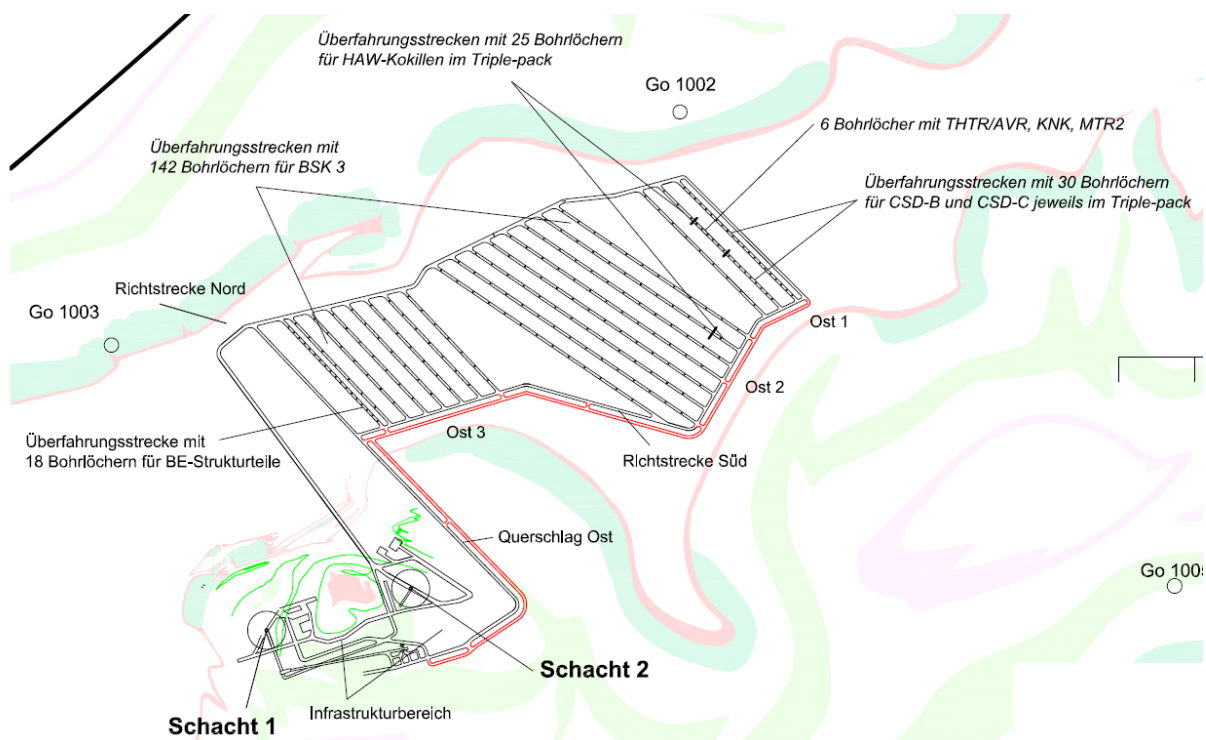 Überfahrungsstrecken mit 25 Bohrlöchern
für HAW-Kokillen im Triple-pack
Go 1002
6 Bohrlöcher mit THTR/AVR, KNK, MTR2
Überfahrungsstrecken mit
142 Bohrlöchern für BSK 3
Überfahrungsstrecken mit 30 Bohrlöchern
für CSD-B und CSD-C jeweils im Triple-pack
Richtstrecke Nord
Go 1003
Ost 1
Ost 2
Ost 3
Überfahrungsstrecke mit
18 Bohrlöchern für BE-Strukturteile
Richtstrecke Süd
Querschlag Ost
Go 1005
Schacht 2
Infrastrukturbereich
Schacht 1